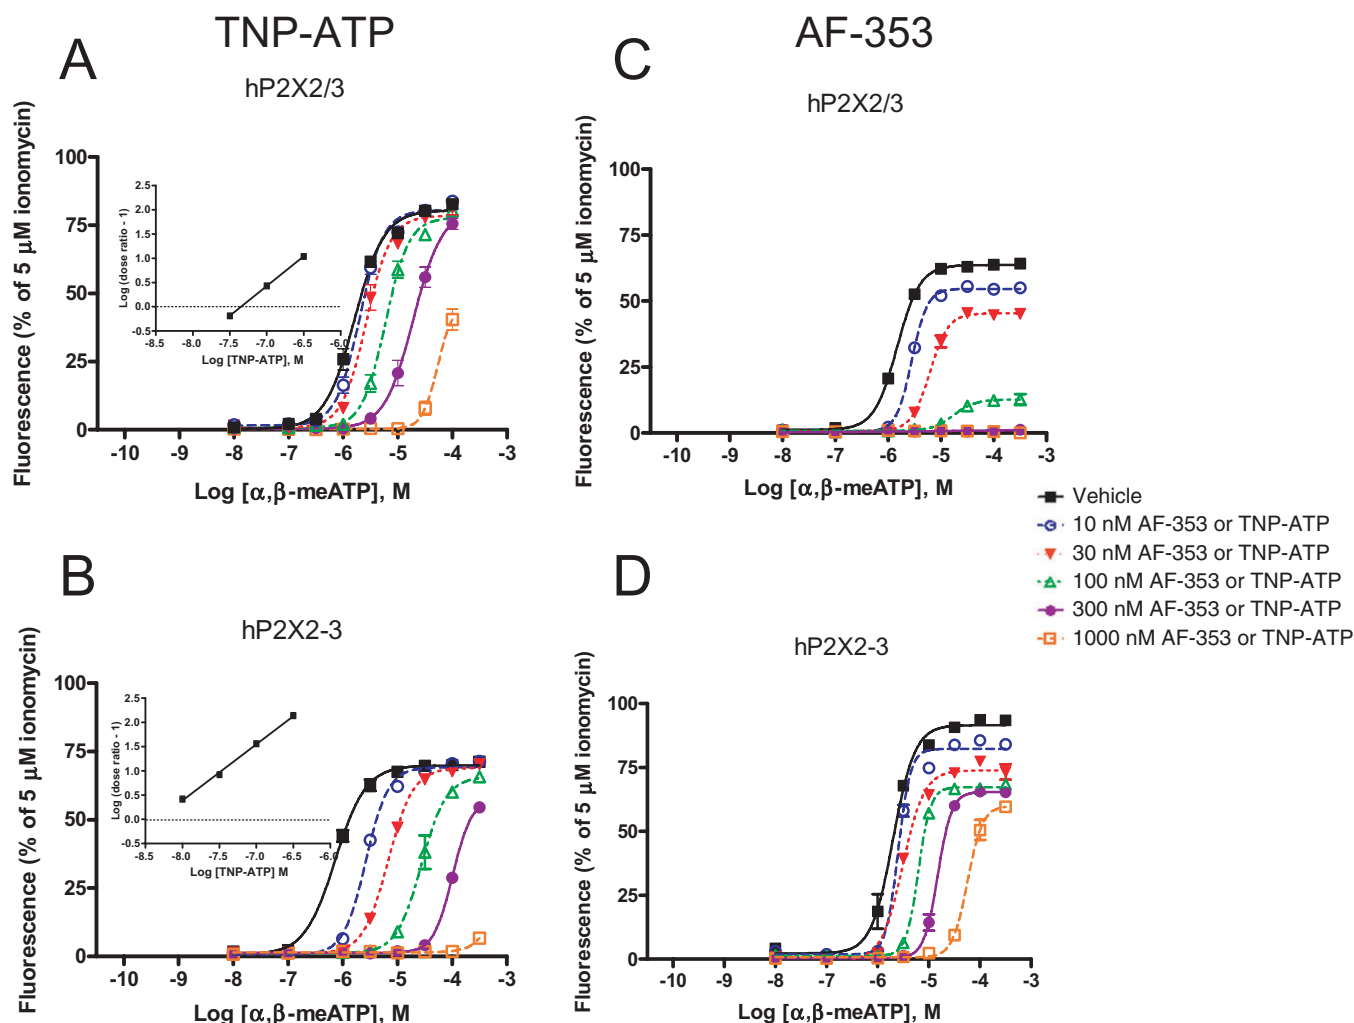 TNP-ATP
AF-353
A
hP2X2/3
Fluorescence (% of 5 μM ionomycin)
100
75
50
25
0
-10 -9 -8 -7 -6 -5 -4 -3
Log [α,β-meATP], M
Log (dose ratio - 1)
2.5
2.0
1.5
1.0
0.5
0.0
-0.5
-8.5 -8.0 -7.5 -7.0 -6.5 -6.0
Log [TNP-ATP], M
C
hP2X2/3
Fluorescence (% of 5 μM ionomycin)
100
75
50
25
0
-10 -9 -8 -7 -6 -5 -4 -3
Log [α,β-meATP], M
Vehicle
10 nM AF-353 or TNP-ATP
30 nM AF-353 or TNP-ATP
100 nM AF-353 or TNP-ATP
300 nM AF-353 or TNP-ATP
1000 nM AF-353 or TNP-ATP
B
hP2X2-3
Fluorescence (% of 5 μM ionomycin)
100
75
50
25
0
-10 -9 -8 -7 -6 -5 -4 -3
Log [α,β-meATP], M
Log (dose ratio - 1)
2.5
2.0
1.5
1.0
0.5
0.0
-0.5
-8.5 -8.0 -7.5 -7.0 -6.5 -6.0
Log [TNP-ATP] M
D
hP2X2-3
Fluorescence (% of 5 μM ionomycin)
100
75
50
25
0
-10 -9 -8 -7 -6 -5 -4 -3
Log [α,β-meATP], M